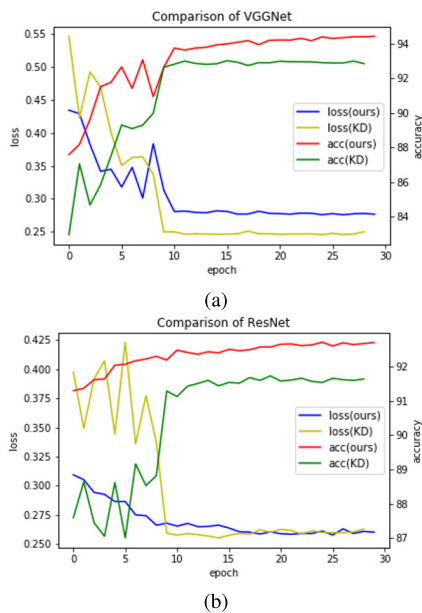 Comparison of VGGNet
0.55
0.50
0.45
0.40
0.35
0.30
0.25
loss
94
92
90
88
86
84
accuracy
loss(ours)
loss(KD)
acc(ours)
acc(KD)
0 5 10 15 20 25 30
epoch
(a)
Comparison of ResNet
0.425
0.400
0.375
0.350
0.325
0.300
0.275
0.250
loss
92
91
90
89
88
87
accuracy
loss(ours)
loss(KD)
acc(ours)
acc(KD)
0 5 10 15 20 25 30
epoch
(b)